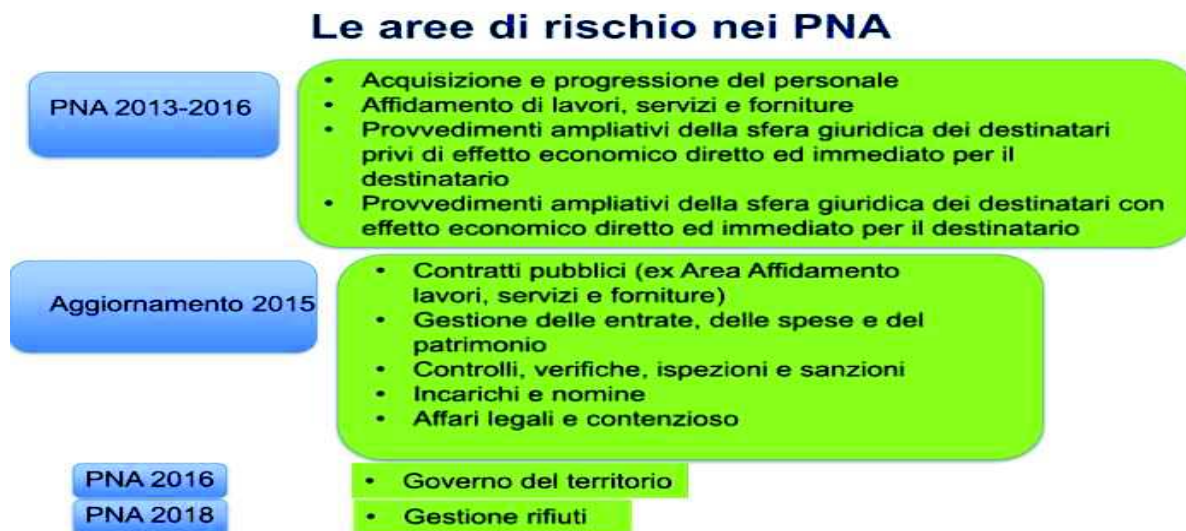 Le aree di rischio nei PNA
PNA 2013-2016
• Acquisizione e progressione del personale
• Affidamento di lavori, servizi e forniture
• Provvedimenti ampliativi della sfera giuridica dei destinatari
privi di effetto economico diretto ed immediato per il
destinatario
• Provvedimenti ampliativi della sfera giuridica dei destinatari con
effetto economico diretto ed immediato per il destinatario
Aggiornamento 2015
• Contratti pubblici (ex Area Affidamento
lavori, servizi e forniture)
• Gestione delle entrate, delle spese e del
patrimonio
• Controlli, verifiche, ispezioni e sanzioni
• Incarichi e nomine
• Affari legali e contenzioso
PNA 2016
• Governo del territorio
PNA 2018
• Gestione rifiuti